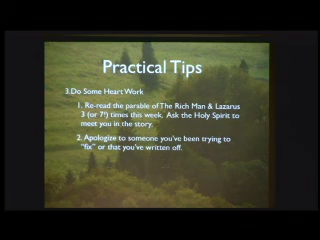 Practical Tips
3.Do Some Heart Work
1. Re-read the parable of The Rich Man & Lazarus
3 (or 7!) times this week. Ask the Holy Spirit to
meet you in the story.
2. Apologize to someone you've been trying to
"fix" or that you've written off.